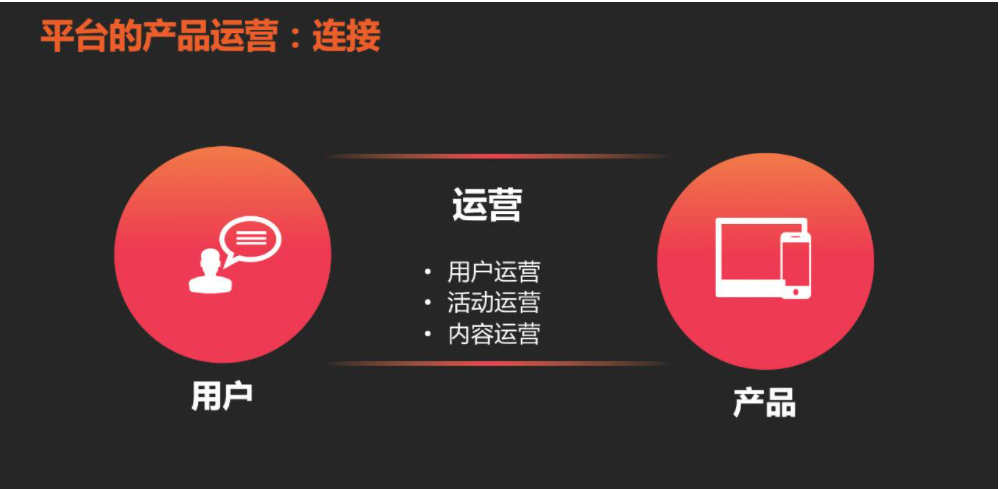 平台的产品运营：连接
运营
• 用户运营
• 活动运营
• 内容运营
用户
产品